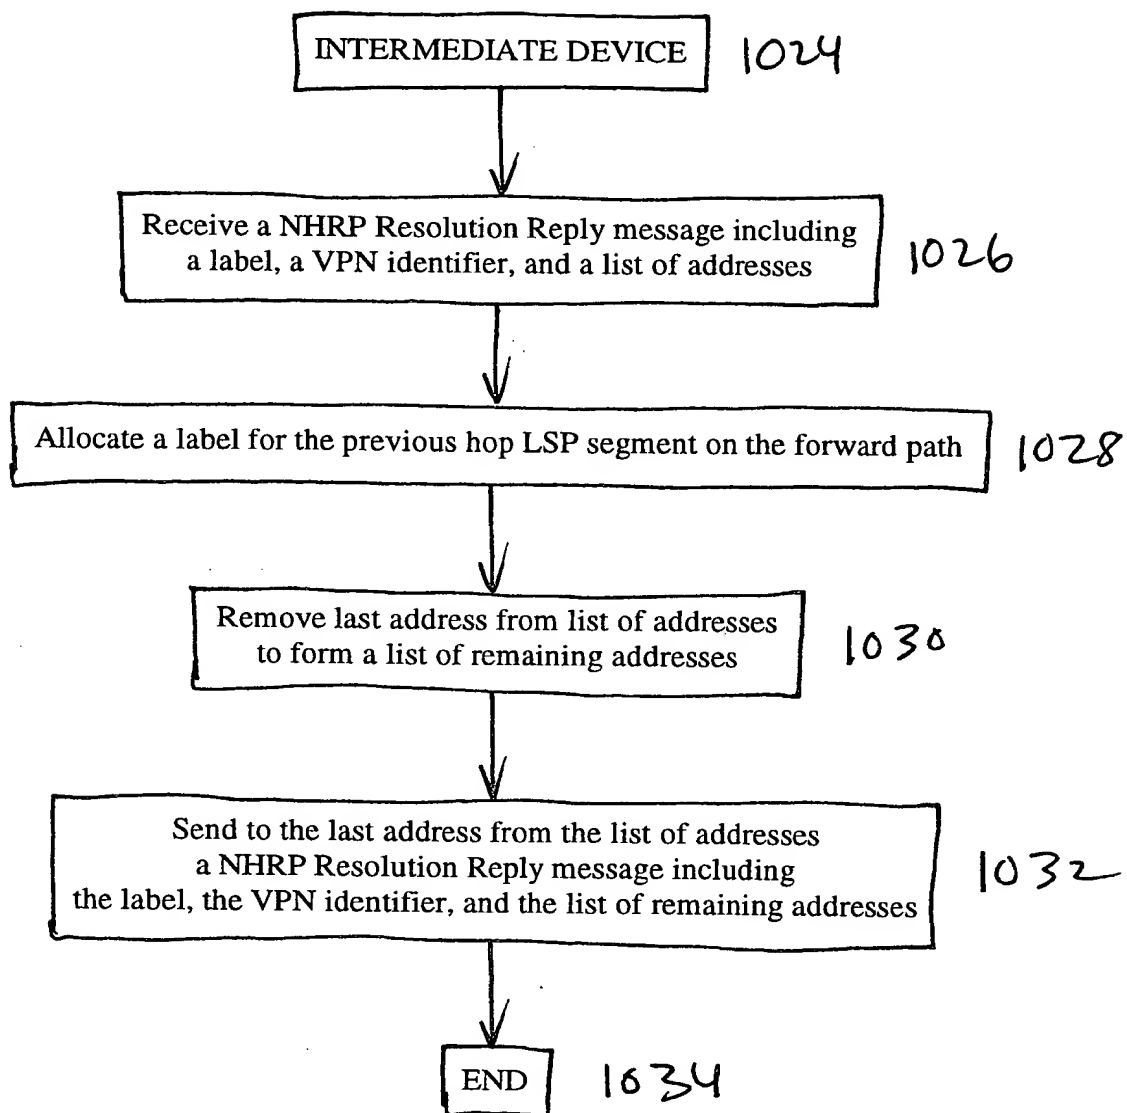 INTERMEDIATE DEVICE 1024
Receive a NHRP Resolution Reply message including
a label, a VPN identifier, and a list of addresses 1026
Allocate a label for the previous hop LSP segment on the forward path 1028
Remove last address from list of addresses
to form a list of remaining addresses 1030
Send to the last address from the list of addresses
a NHRP Resolution Reply message including 1032
the label, the VPN identifier, and the list of remaining addresses
END 1034